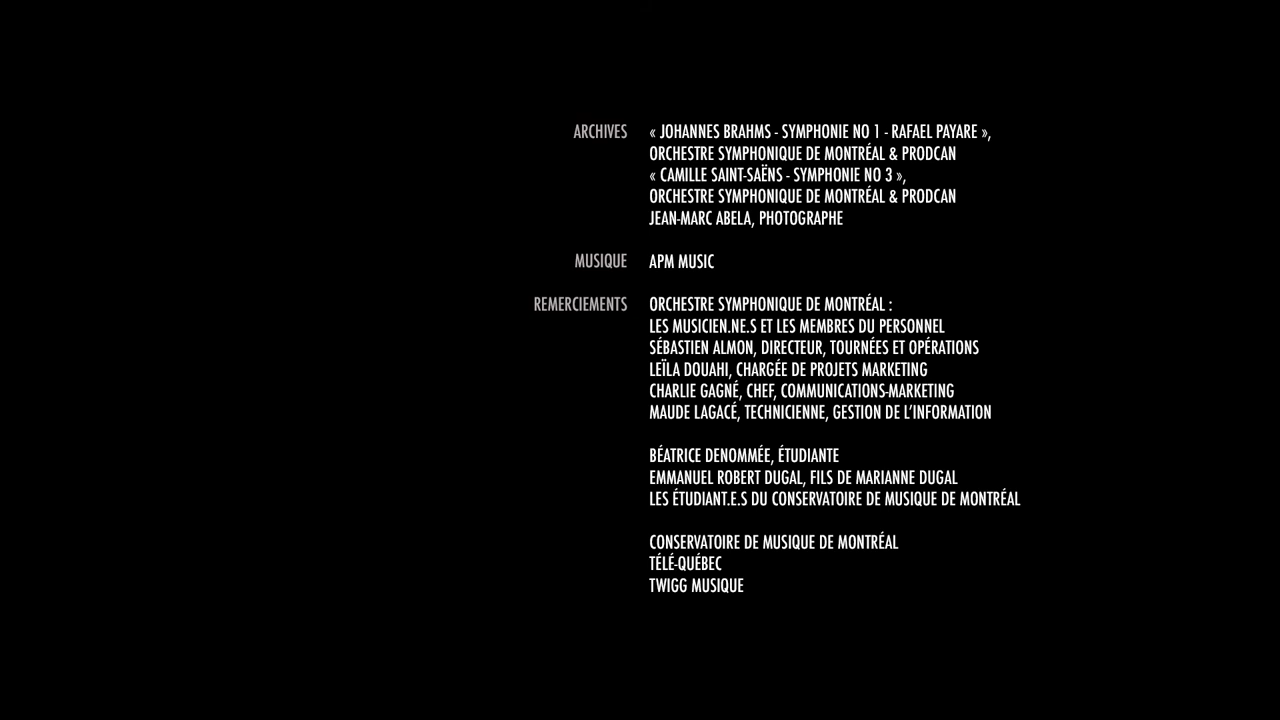 ARCHIVES « JOHANNES BRAHMS - SYMPHONIE NO 1 - RAFAEL PAYARE »,
ORCHESTRE SYMPHONIQUE DE MONTRÉAL & PRODCAN
« CAMILLE SAINT-SAËNS - SYMPHONIE NO 3 »,
ORCHESTRE SYMPHONIQUE DE MONTRÉAL & PRODCAN
JEAN-MARC ABELA, PHOTOGRAPHE
MUSIQUE APM MUSIC
REMERCIEMENTS ORCHESTRE SYMPHONIQUE DE MONTRÉAL :
LES MUSICIEN.NE.S ET LES MEMBRES DU PERSONNEL
SÉBASTIEN ALMON, DIRECTEUR, TOURNÉES ET OPÉRATIONS
LEÏLA DOUAHI, CHARGÉE DE PROJETS MARKETING
CHARLIE GAGNÉ, CHEF, COMMUNICATIONS-MARKETING
MAUDE LAGACÉ, TECHNICIENNE, GESTION DE L’INFORMATION
BÉATRICE DENOMMÉE, ÉTUDIANTE
EMMANUEL ROBERT DUGAL, FILS DE MARIANNE DUGAL
LES ÉTUDIANT.E.S DU CONSERVATOIRE DE MUSIQUE DE MONTRÉAL
CONSERVATOIRE DE MUSIQUE DE MONTRÉAL
TÉLÉ-QUÉBEC
TWIGG MUSIQUE